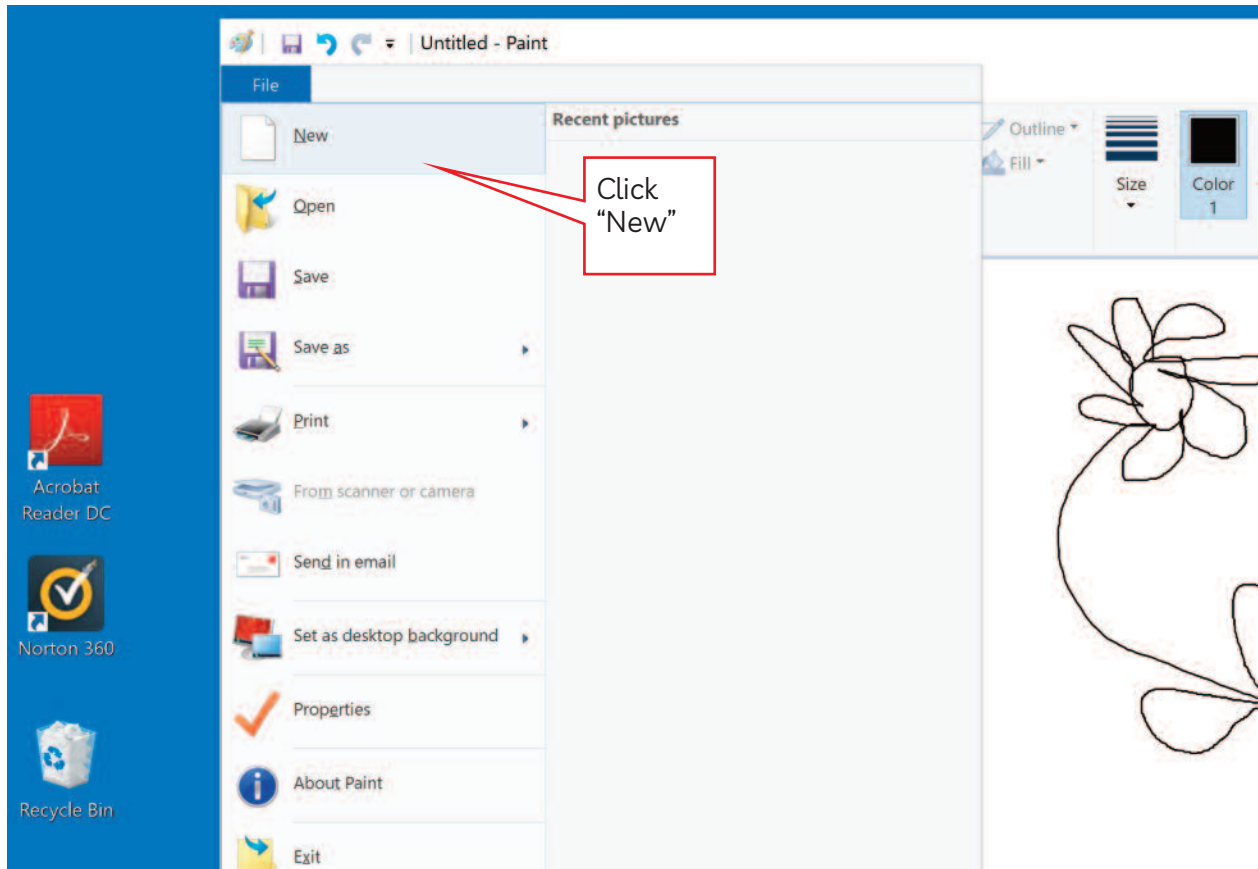 Untitled - Paint
File
New
Recent pictures
Outline
Fill
Size
Color
1
Click
“New”
Open
Save
Save as
Print
From scanner or camera
Send in email
Set as desktop background
Properties
About Paint
Exit
Acrobat
Reader DC
Norton 360
Recycle Bin